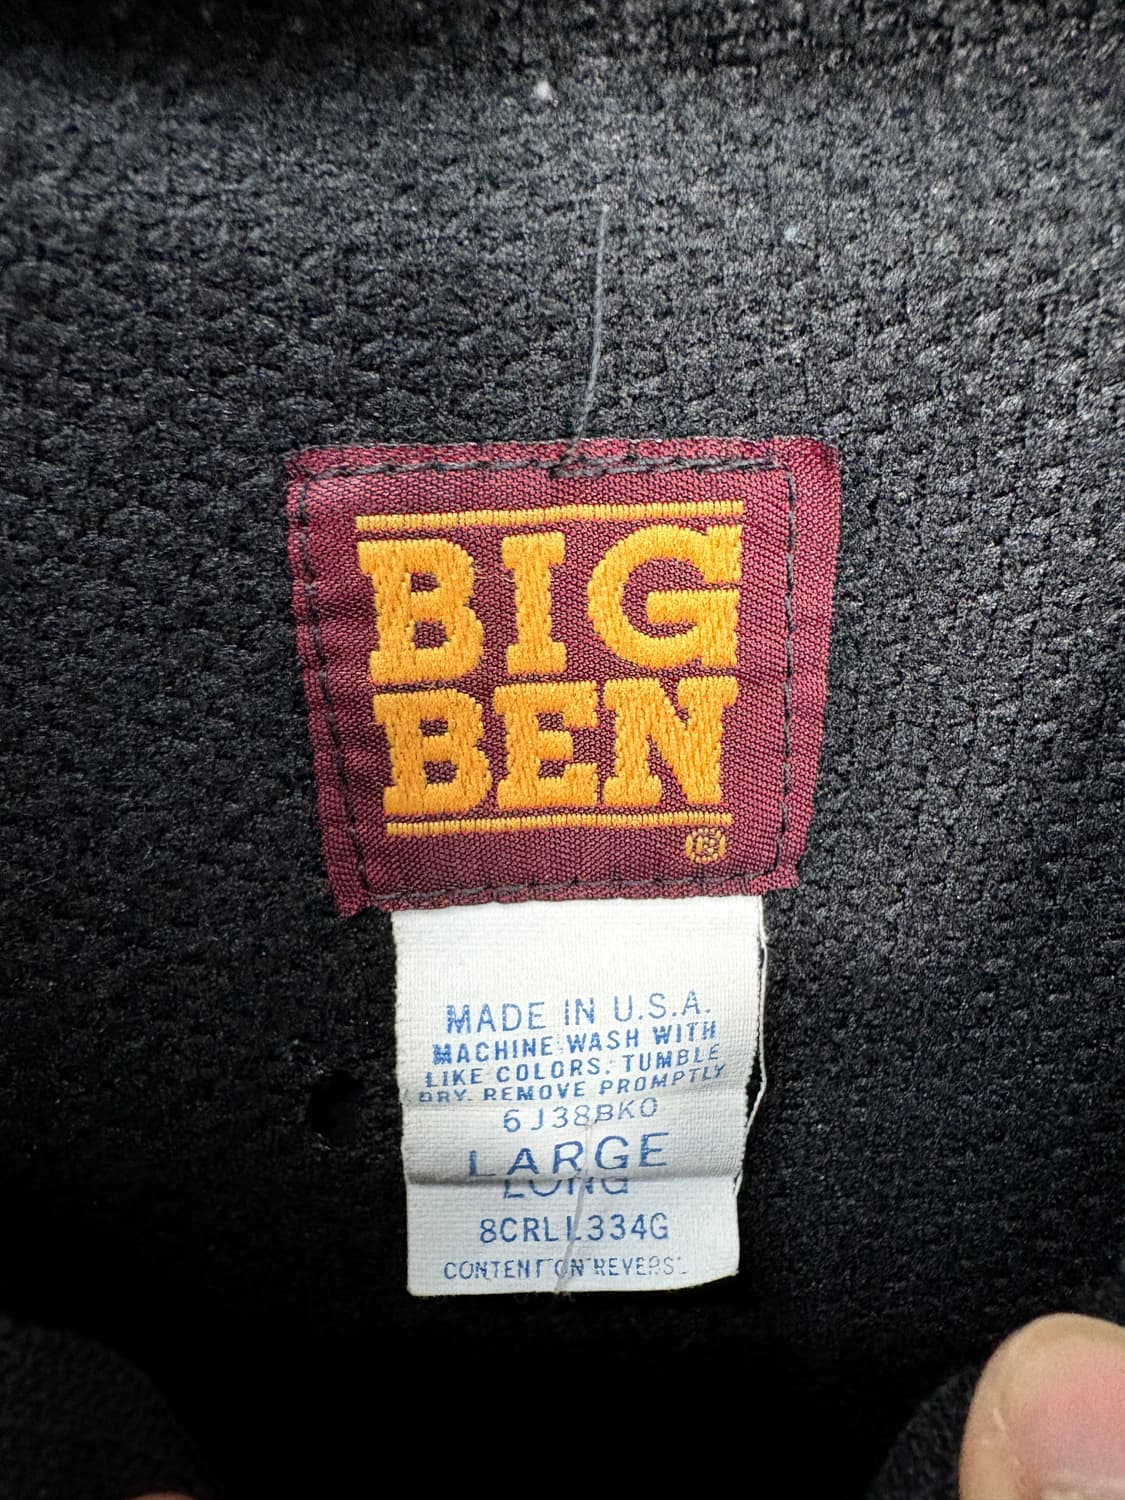 BIG
BEN
®
MADE IN U.S.A.
MACHINE WASH WITH
LIKE COLORS. TUMBLE
DRY. REMOVE PROMPTLY
6J38BK0
LARGE
LONG
8CRLL334G
CONTENT ON REVERSE